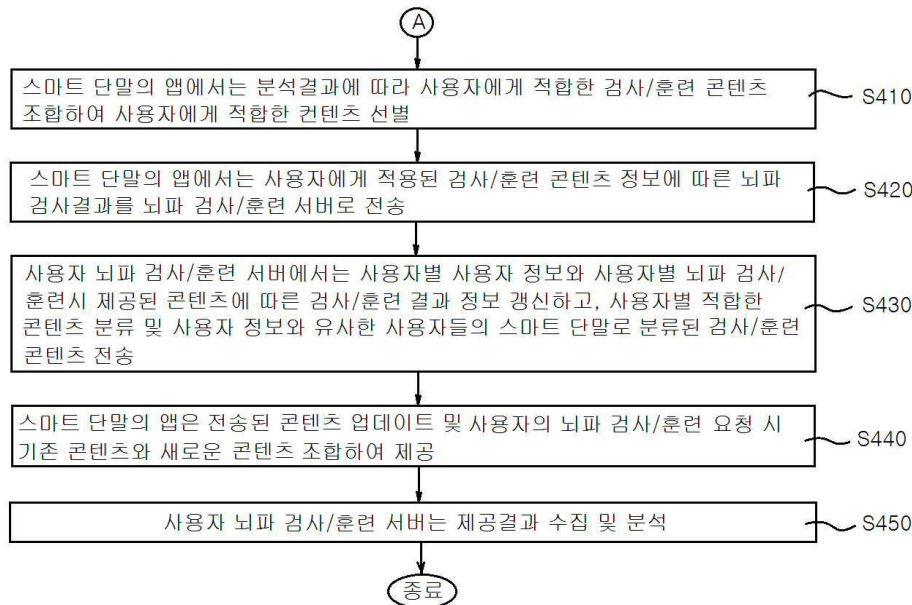 A
스마트 단말의 앱에서는 분석결과에 따라 사용자에게 적합한 검사/훈련 콘텐츠
조합하여 사용자에게 적합한 컨텐츠 선별
S410
스마트 단말의 앱에서는 사용자에게 적용된 검사/훈련 콘텐츠 정보에 따른 뇌파
검사결과를 뇌파 검사/훈련 서버로 전송
S420
사용자 뇌파 검사/훈련 서버에서는 사용자별 사용자 정보와 사용자별 뇌파 검사/
훈련시 제공된 콘텐츠에 따른 검사/훈련 결과 정보 갱신하고, 사용자별 적합한
콘텐츠 분류 및 사용자 정보와 유사한 사용자들의 스마트 단말로 분류된 검사/훈련
콘텐츠 전송
S430
스마트 단말의 앱은 전송된 콘텐츠 업데이트 및 사용자의 뇌파 검사/훈련 요청 시
기존 콘텐츠와 새로운 콘텐츠 조합하여 제공
S440
사용자 뇌파 검사/훈련 서버는 제공결과 수집 및 분석
S450
종료